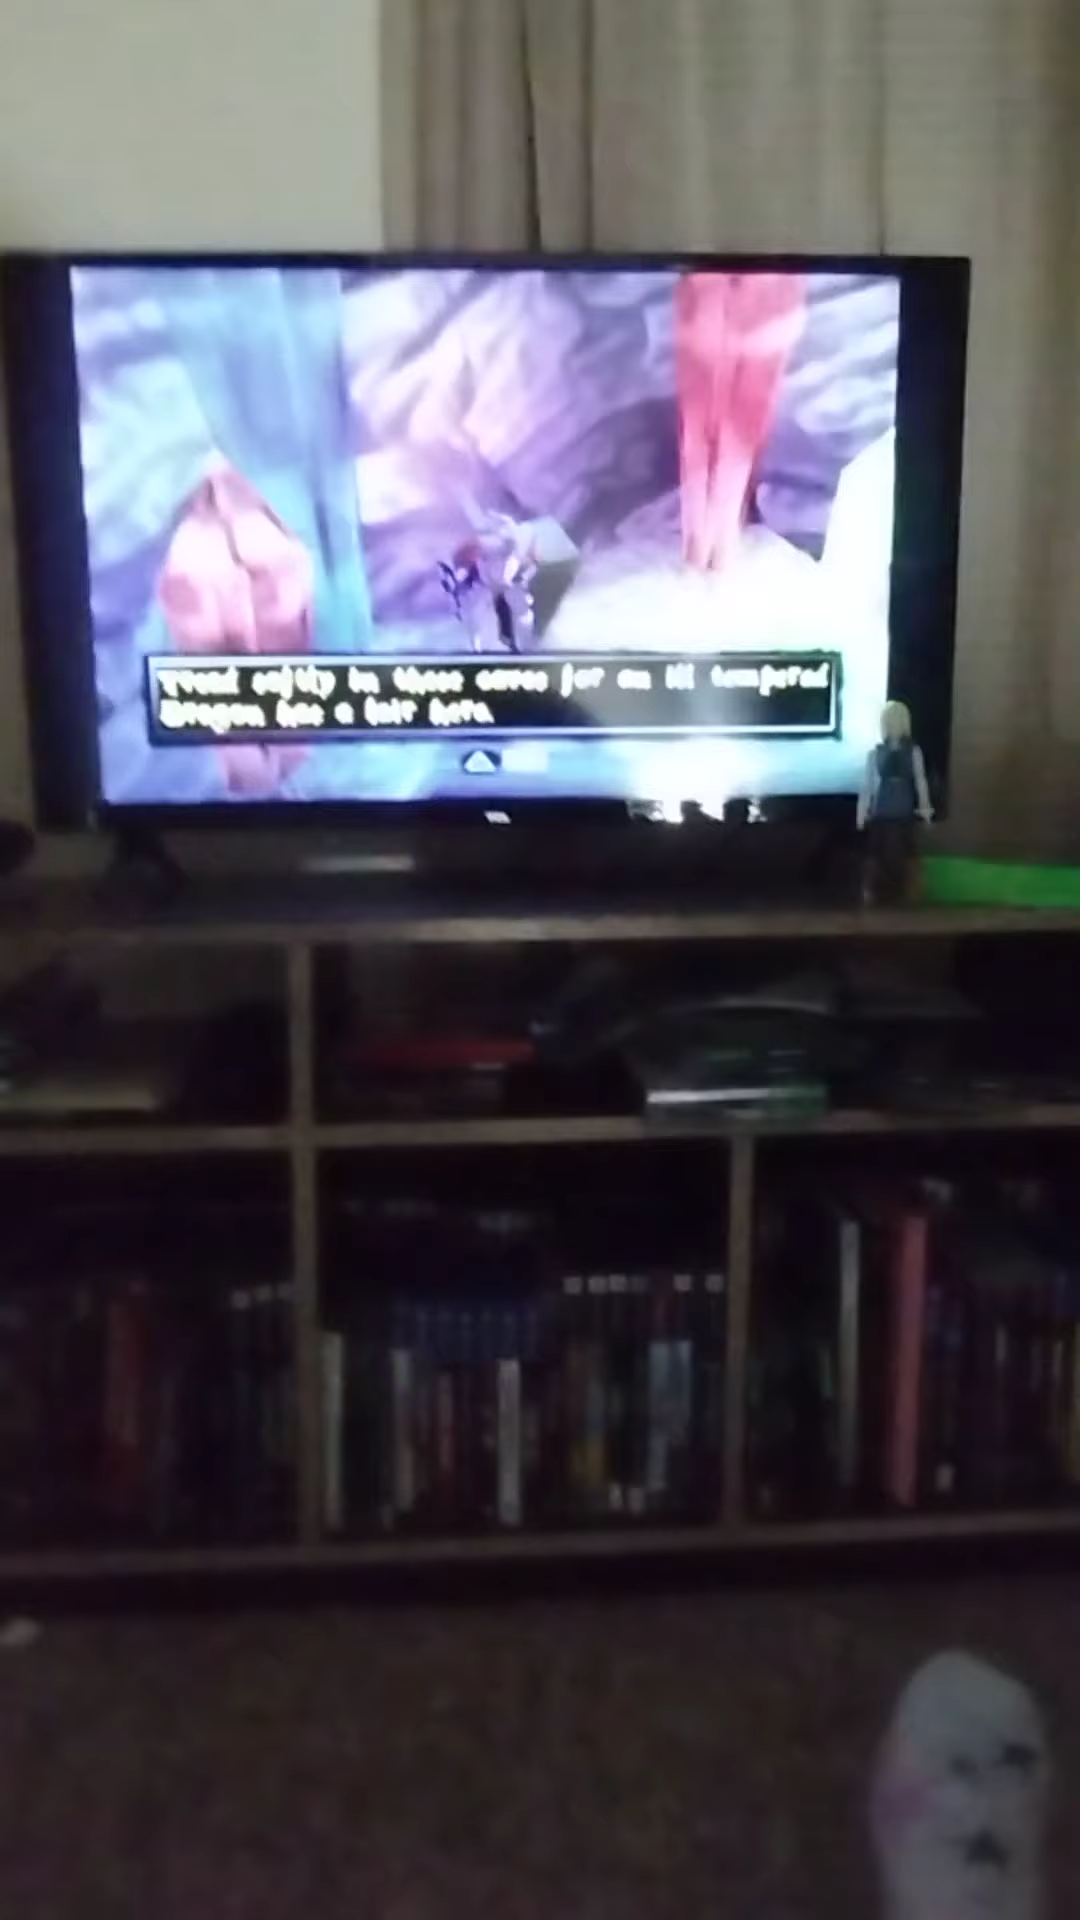 Tread softly in these caves for an ill tempered
Dragon has a lair here.